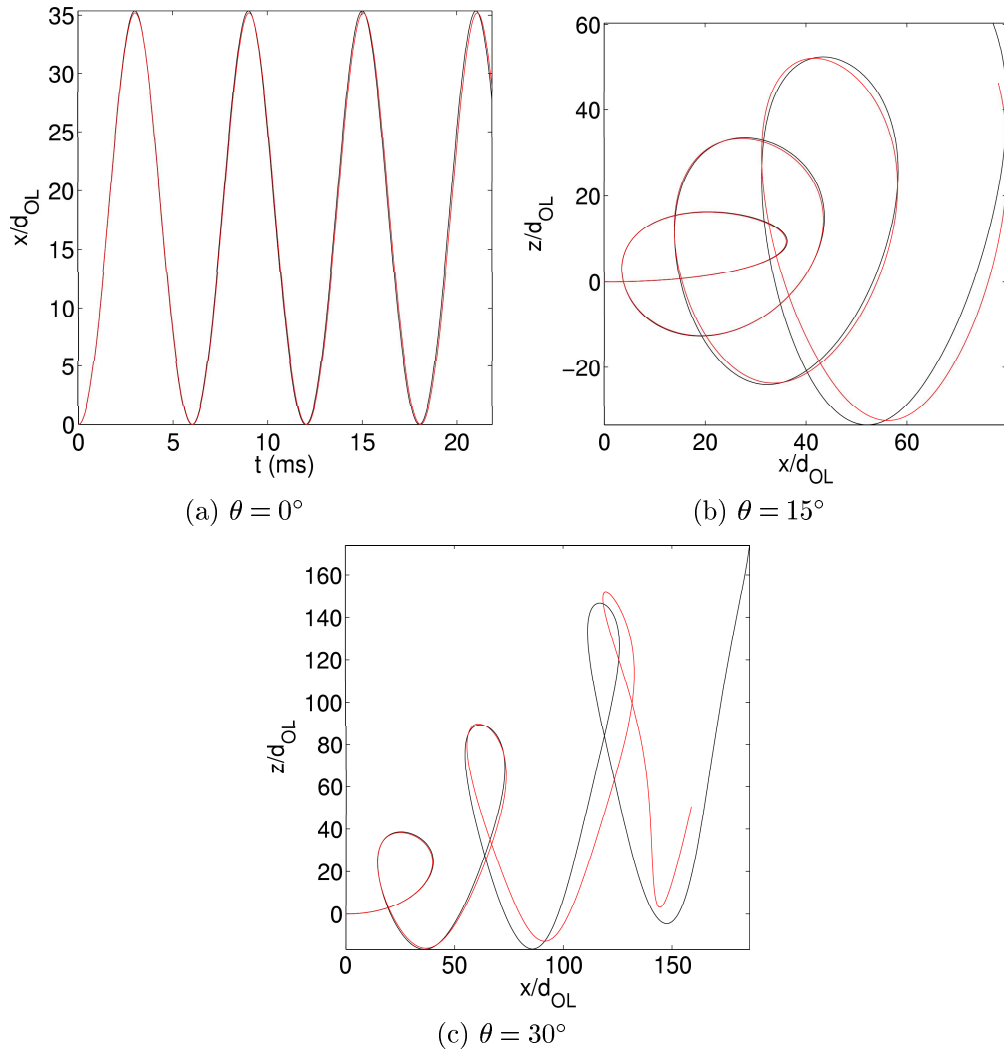 35
30
25
20
15
10
5
0
x/d_OL
0 5 10 15 20
t (ms)
(a) θ = 0°
60
40
20
0
−20
z/d_OL
0 20 40 60
x/d_OL
(b) θ = 15°
160
140
120
100
80
60
40
20
0
z/d_OL
0 50 100 150
x/d_OL
(c) θ = 30°